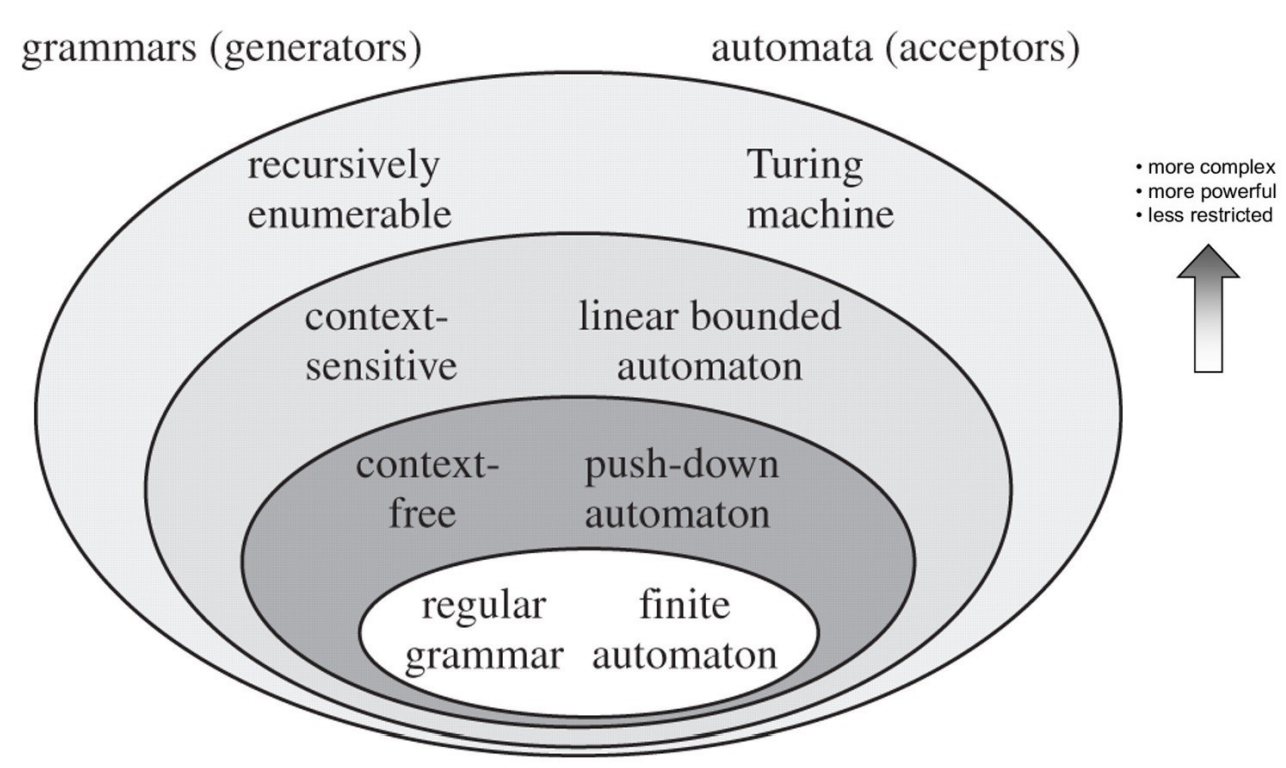 grammars (generators)
automata (acceptors)
recursively
enumerable
Turing
machine
• more complex
• more powerful
• less restricted
context-
sensitive
linear bounded
automaton
context-
free
push-down
automaton
regular
grammar
finite
automaton